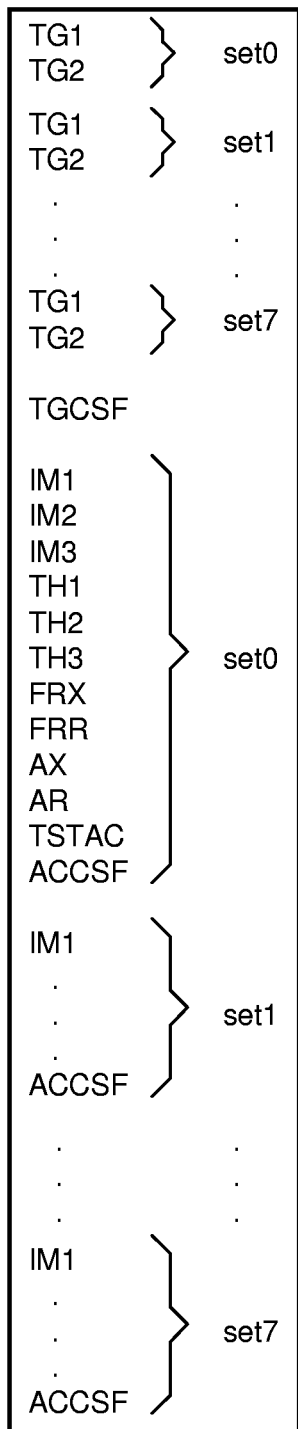 TG1
TG2
set0
TG1
TG2
set1
. .
. .
. .
TG1
TG2
set7
TGCSF
IM1
IM2
IM3
TH1
TH2
TH3
set0
FRX
FRR
AX
AR
TSTAC
ACCSF
IM1
.
.
set1
.
ACCSF
. .
. .
. .
IM1
.
.
set7
.
ACCSF